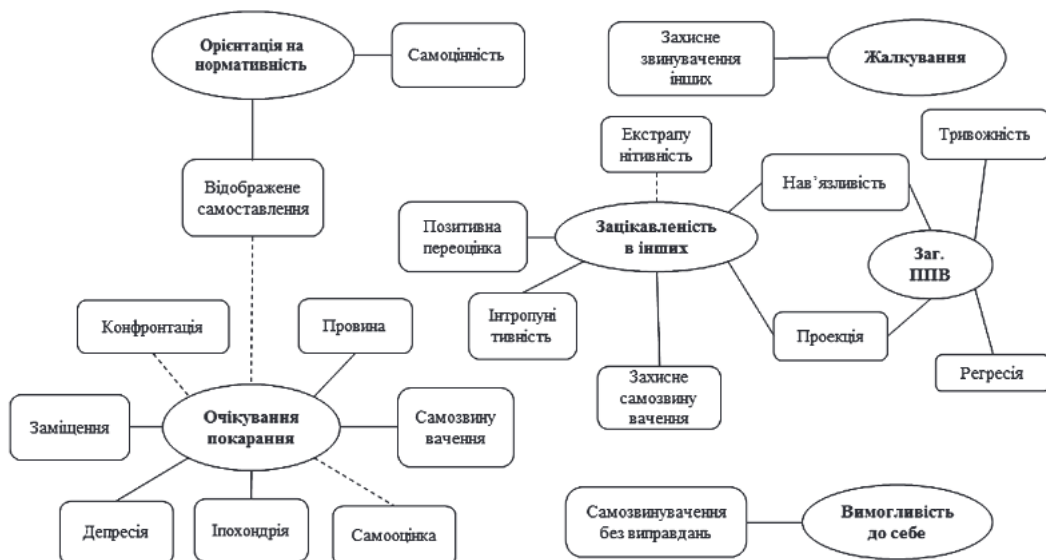 Орієнтація на
нормативність
Самоцінність
Захисне
звинувачення
інших
Жалкування
Екстрапу
нітивність
Тривожність
Відображене
самоставлення
Нав’язливість
Позитивна
переоцінка
Зацікавленість
в інших
Заг.
ППВ
Інтропуні
тивність
Конфронтація
Провина
Проекція
Захисне
самозвину
вачення
Регресія
Заміщення
Очікування
покарання
Самозвину
вачення
Депресія
Іпохондрія
Самооцінка
Самозвинувачення
без виправдань
Вимогливість
до себе